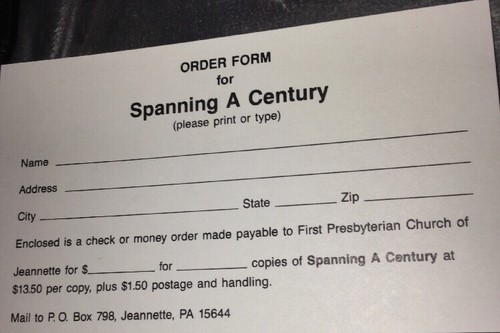 ORDER FORM
for
Spanning A Century
(please print or type)
Name
Address
City State Zip
Enclosed is a check or money order made payable to First Presbyterian Church of
Jeannette for $ for copies of Spanning A Century at
$13.50 per copy, plus $1.50 postage and handling.
Mail to P. O. Box 798, Jeannette, PA 15644